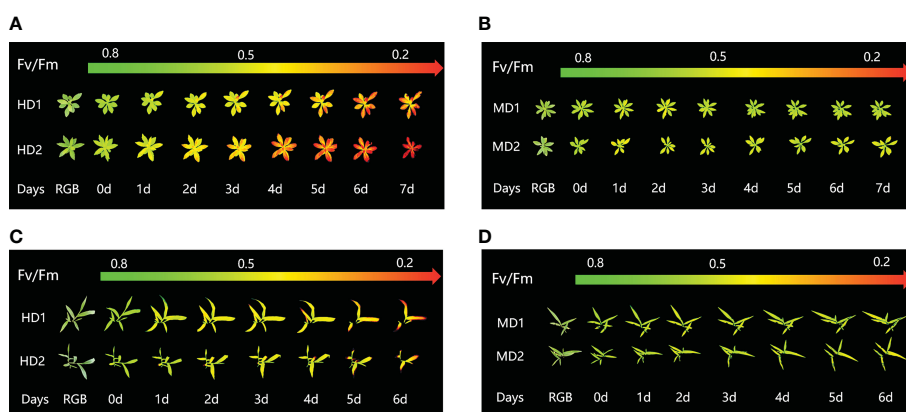 A
0.8 0.5 0.2
Fv/Fm
HD1
HD2
Days RGB 0d 1d 2d 3d 4d 5d 6d 7d
B
0.8 0.5 0.2
Fv/Fm
MD1
MD2
Days RGB 0d 1d 2d 3d 4d 5d 6d 7d
C
0.8 0.5 0.2
Fv/Fm
HD1
HD2
Days RGB 0d 1d 2d 3d 4d 5d 6d
D
0.8 0.5 0.2
Fv/Fm
MD1
MD2
Days RGB 0d 1d 2d 3d 4d 5d 6d